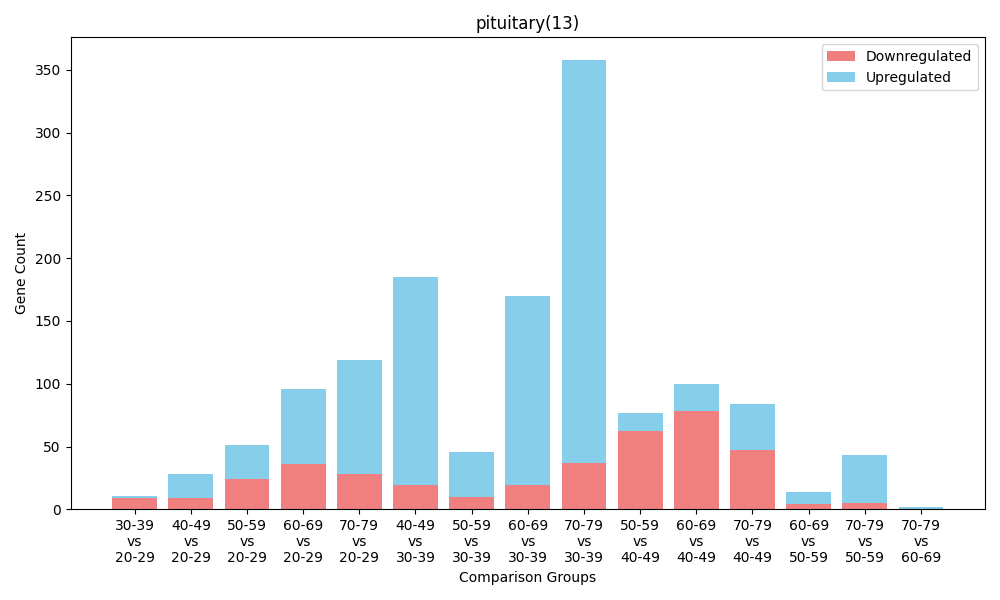 pituitary(13)
Downregulated
Upregulated
Gene Count
350
300
250
200
150
100
50
0
30-39 vs 20-29
40-49 vs 20-29
50-59 vs 20-29
60-69 vs 20-29
70-79 vs 20-29
40-49 vs 30-39
50-59 vs 30-39
60-69 vs 30-39
70-79 vs 30-39
50-59 vs 40-49
60-69 vs 40-49
70-79 vs 40-49
60-69 vs 50-59
70-79 vs 50-59
70-79 vs 60-69
Comparison Groups